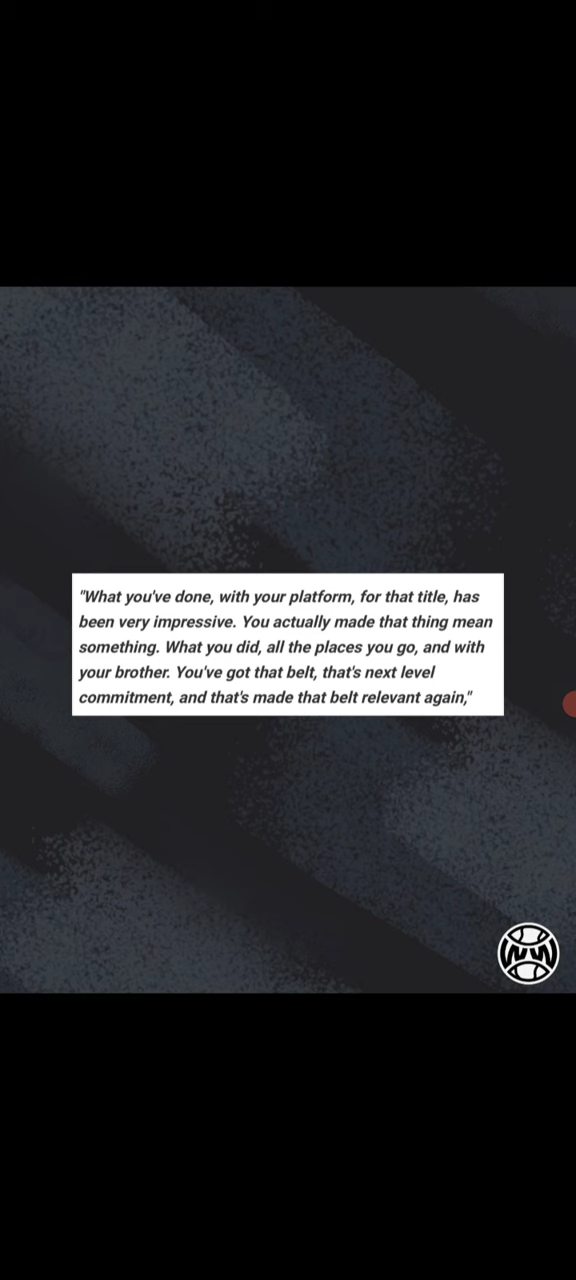 "What you've done, with your platform, for that title, has
been very impressive. You actually made that thing mean
something. What you did, all the places you go, and with
your brother. You've got that belt, that's next level
commitment, and that's made that belt relevant again,"